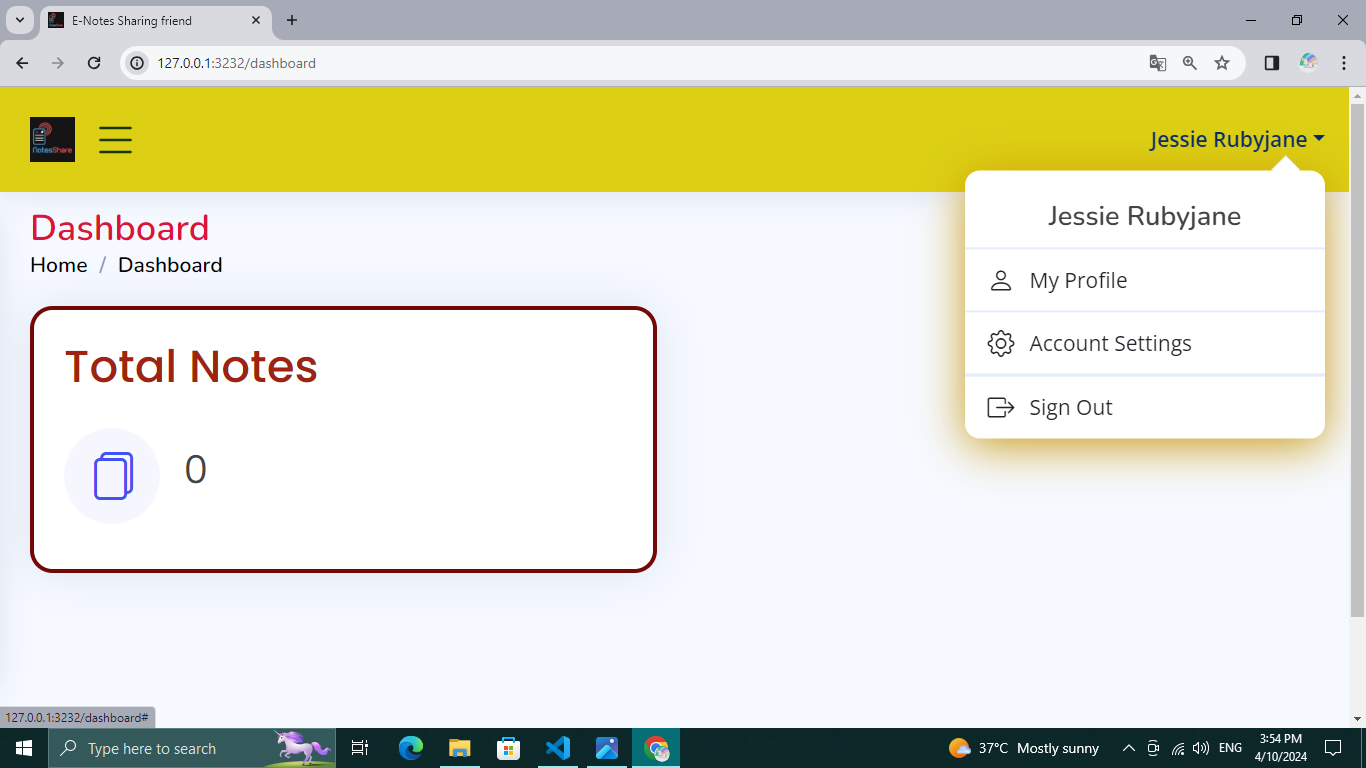 E-Notes Sharing friend
127.0.0.1:3232/dashboard
NotesShare
Jessie Rubyjane
Jessie Rubyjane
My Profile
Account Settings
Sign Out
Dashboard
Home / Dashboard
Total Notes
0
127.0.0.1:3232/dashboard#
Type here to search
37°C Mostly sunny
ENG
3:54 PM
4/10/2024